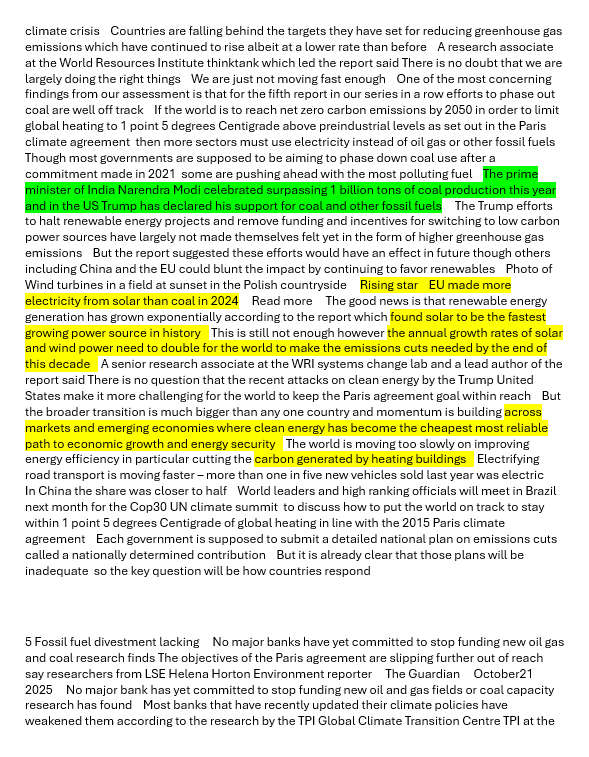 climate crisis    Countries are falling behind the targets they have set for reducing greenhouse gas
emissions which have continued to rise albeit at a lower rate than before    A research associate
at the World Resources Institute thinktank which led the report said There is no doubt that we are
largely doing the right things    We are just not moving fast enough    One of the most concerning
findings from our assessment is that for the fifth report in our series in a row efforts to phase out
coal are well off track    If the world is to reach net zero carbon emissions by 2050 in order to limit
global heating to 1 point 5 degrees Centigrade above preindustrial levels as set out in the Paris
climate agreement  then more sectors must use electricity instead of oil gas or other fossil fuels
Though most governments are supposed to be aiming to phase down coal use after a
commitment made in 2021  some are pushing ahead with the most polluting fuel    The prime
minister of India Narendra Modi celebrated surpassing 1 billion tons of coal production this year
and in the US Trump has declared his support for coal and other fossil fuels    The Trump efforts
to halt renewable energy projects and remove funding and incentives for switching to low carbon
power sources have largely not made themselves felt yet in the form of higher greenhouse gas
emissions    But the report suggested these efforts would have an effect in future though others
including China and the EU could blunt the impact by continuing to favor renewables    Photo of
Wind turbines in a field at sunset in the Polish countryside    Rising star    EU made more
electricity from solar than coal in 2024    Read more    The good news is that renewable energy
generation has grown exponentially according to the report which found solar to be the fastest
growing power source in history    This is still not enough however the annual growth rates of solar
and wind power need to double for the world to make the emissions cuts needed by the end of
this decade    A senior research associate at the WRI systems change lab and a lead author of the
report said There is no question that the recent attacks on clean energy by the Trump United
States make it more challenging for the world to keep the Paris agreement goal within reach    But
the broader transition is much bigger than any one country and momentum is building across
markets and emerging economies where clean energy has become the cheapest most reliable
path to economic growth and energy security    The world is moving too slowly on improving
energy efficiency in particular cutting the carbon generated by heating buildings    Electrifying
road transport is moving faster – more than one in five new vehicles sold last year was electric
In China the share was closer to half    World leaders and high ranking officials will meet in Brazil
next month for the Cop30 UN climate summit  to discuss how to put the world on track to stay
within 1 point 5 degrees Centigrade of global heating in line with the 2015 Paris climate
agreement    Each government is supposed to submit a detailed national plan on emissions cuts
called a nationally determined contribution    But it is already clear that those plans will be
inadequate  so the key question will be how countries respond
5 Fossil fuel divestment lacking    No major banks have yet committed to stop funding new oil gas
and coal research finds The objectives of the Paris agreement are slipping further out of reach
say researchers from LSE Helena Horton Environment reporter    The Guardian    October21
2025    No major bank has yet committed to stop funding new oil and gas fields or coal capacity
research has found    Most banks that have recently updated their climate policies have
weakened them according to the research by the TPI Global Climate Transition Centre TPI at the